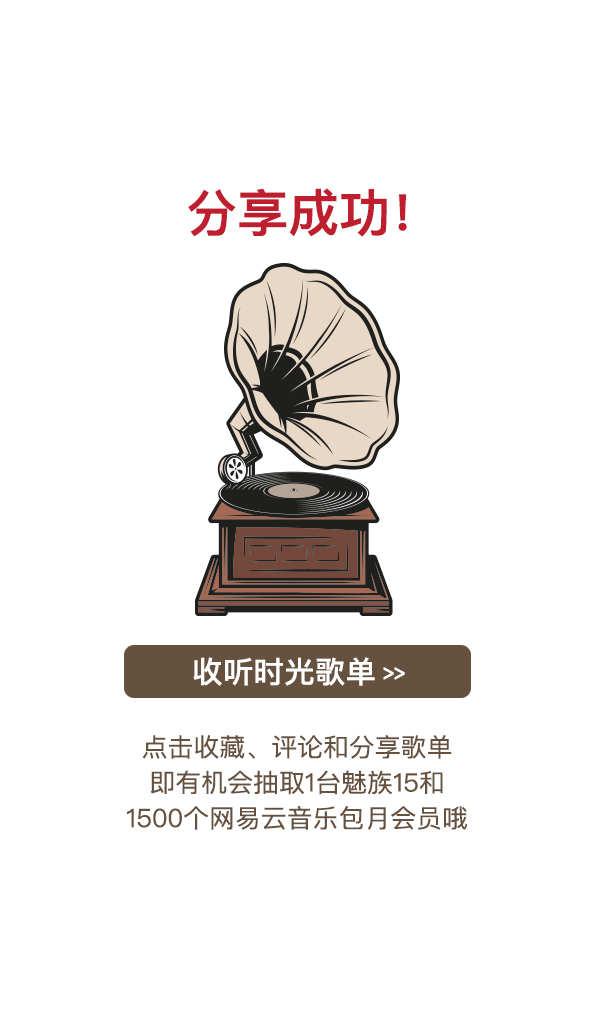 分享成功！
收听时光歌单 >>
点击收藏、评论和分享歌单
即有机会抽取1台魅族15和
1500个网易云音乐包月会员哦